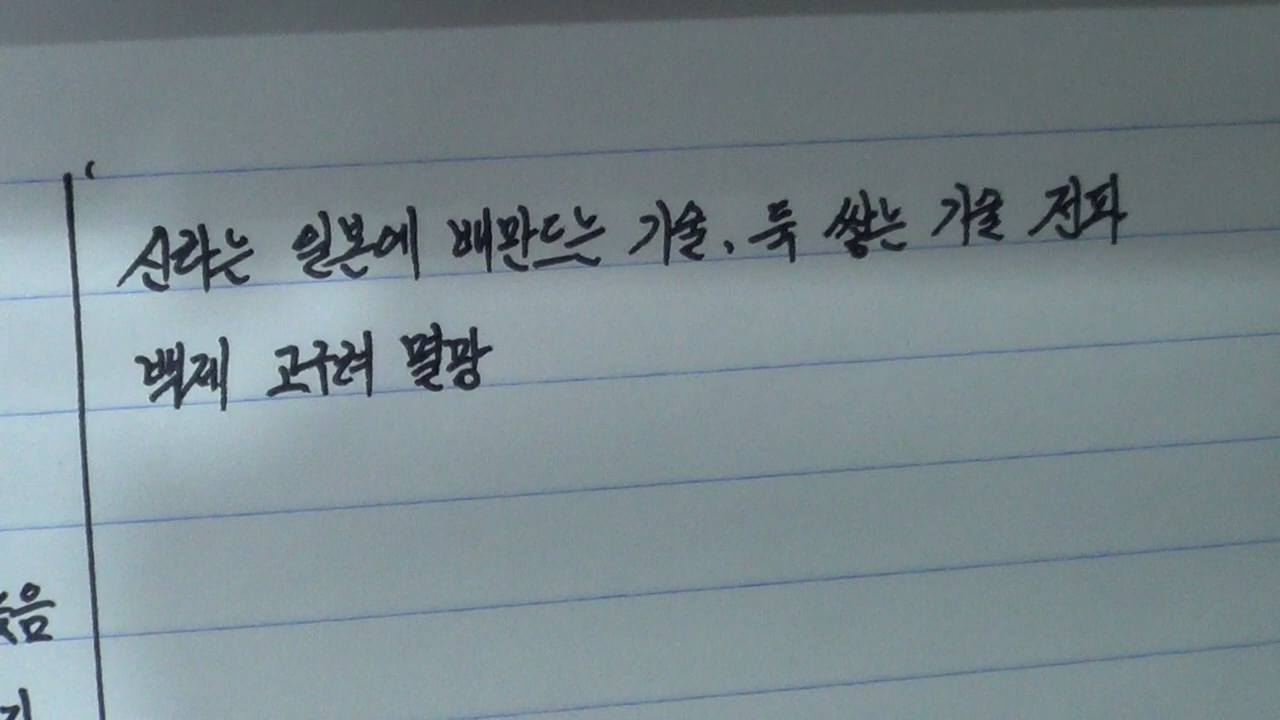 신라는 일본에 배만드는 기술, 둑 쌓는 기술 전파
백제 고구려 멸망
음